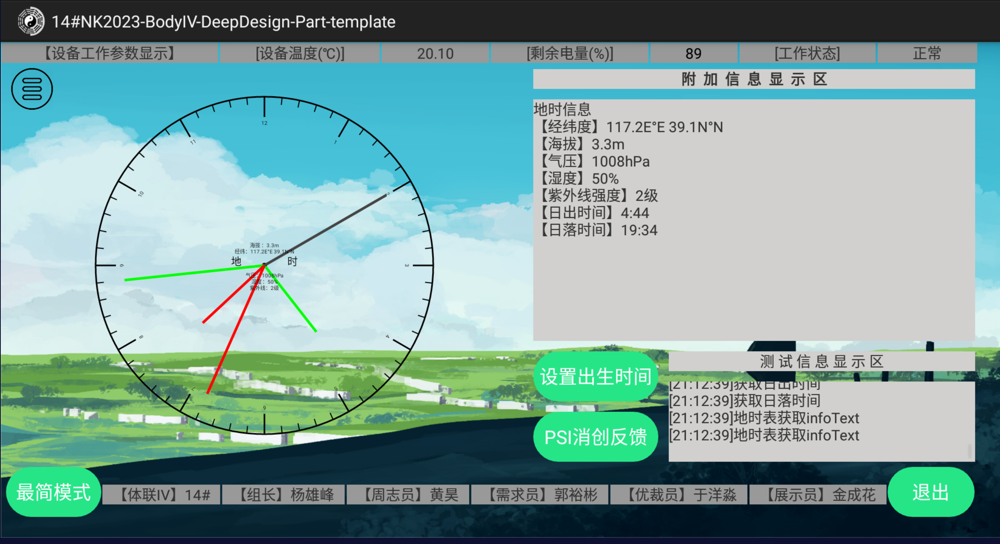 14#NK2023-BodyIV-DeepDesign-Part-template
【设备工作参数显示】 [设备温度(℃)] 20.10 [剩余电量(%)] 89 [工作状态] 正常
附加信息显示区
地时信息
【经纬度】117.2E°E 39.1N°N
【海拔】3.3m
【气压】1008hPa
【湿度】50%
【紫外线强度】2级
【日出时间】4:44
【日落时间】19:34
12
1
2
3
4
5
6
7
8
9
10
11
海拔：3.3m
经纬：117.2E°E 39.1N°N
地 时
气压：1008hPa
湿度：50%
紫外线：2级
设置出生时间
PSI消创反馈
测试信息显示区
[21:12:39]获取日出时间
[21:12:39]获取日落时间
[21:12:39]地时表获取infoText
[21:12:39]地时表获取infoText
最简模式
【体联IV】14# 【组长】杨雄峰 【周志员】黄昊 【需求员】郭裕彬 【优裁员】于洋淼 【展示员】金成花
退出